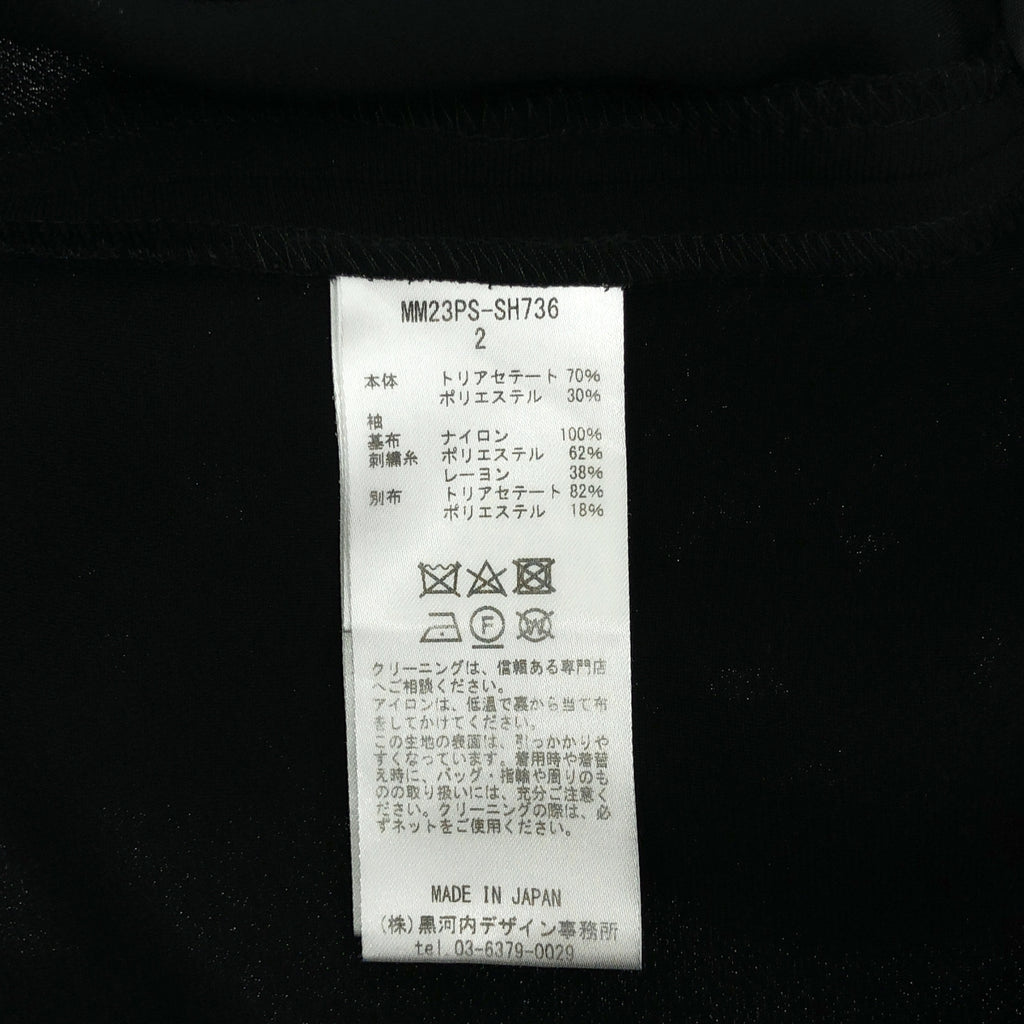 MM23PS-SH736
2
本体 トリアセテート 70%
ポリエステル 30%
袖
基布 ナイロン 100%
刺繍糸 ポリエステル 62%
レーヨン 38%
別布 トリアセテート 82%
ポリエステル 18%
F
W
クリーニングは、信頼ある専門店
へご相談ください。
アイロンは、低温で裏から当て布
をしてかけてください。
この生地の表面は、引っかかりや
すくなっています。着用時や着替
え時に、バッグ・指輪や周りのも
のの取り扱いには、充分ご注意く
ださい。クリーニングの際は、必
ずネットをご使用ください。
MADE IN JAPAN
(株)黒河内デザイン事務所
tel 03-6379-0029